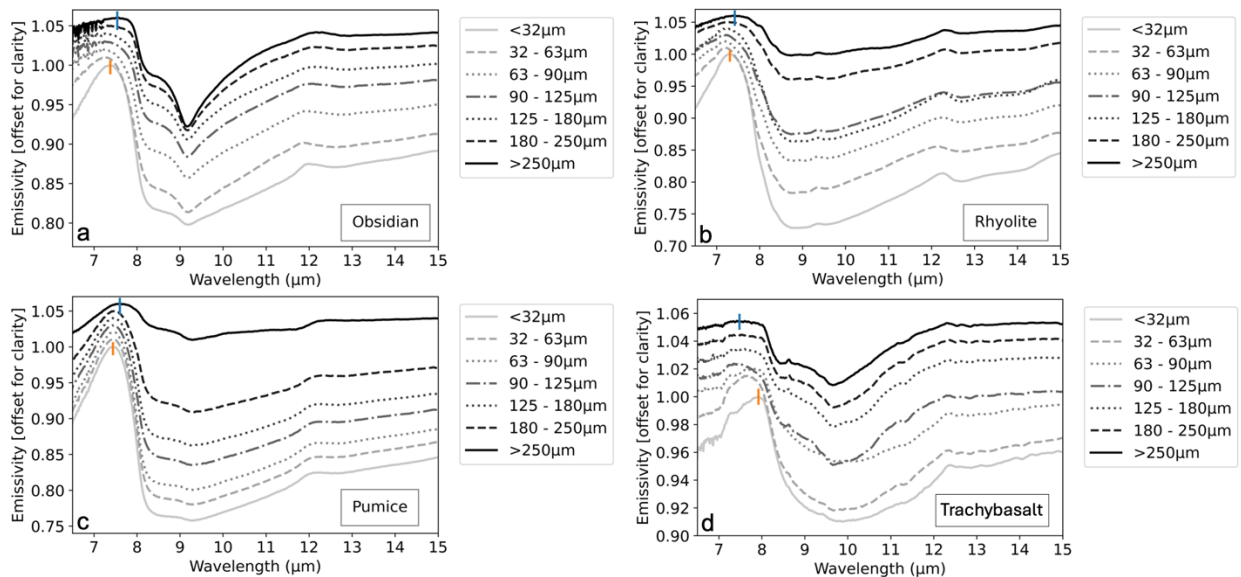 Emissivity [offset for clarity]
1.05
1.00
0.95
0.90
0.85
0.80
a
Obsidian
7 8 9 10 11 12 13 14 15
Wavelength (μm)
<32μm
32 - 63μm
63 - 90μm
90 - 125μm
125 - 180μm
180 - 250μm
>250μm
Emissivity [offset for clarity]
1.05
1.00
0.95
0.90
0.85
0.80
0.75
0.70
b
Rhyolite
7 8 9 10 11 12 13 14 15
Wavelength (μm)
<32μm
32 - 63μm
63 - 90μm
90 - 125μm
125 - 180μm
180 - 250μm
>250μm
Emissivity [offset for clarity]
1.05
1.00
0.95
0.90
0.85
0.80
0.75
c
Pumice
7 8 9 10 11 12 13 14 15
Wavelength (μm)
<32μm
32 - 63μm
63 - 90μm
90 - 125μm
125 - 180μm
180 - 250μm
>250μm
Emissivity [offset for clarity]
1.06
1.04
1.02
1.00
0.98
0.96
0.94
0.92
0.90
d
Trachybasalt
7 8 9 10 11 12 13 14 15
Wavelength (μm)
<32μm
32 - 63μm
63 - 90μm
90 - 125μm
125 - 180μm
180 - 250μm
>250μm